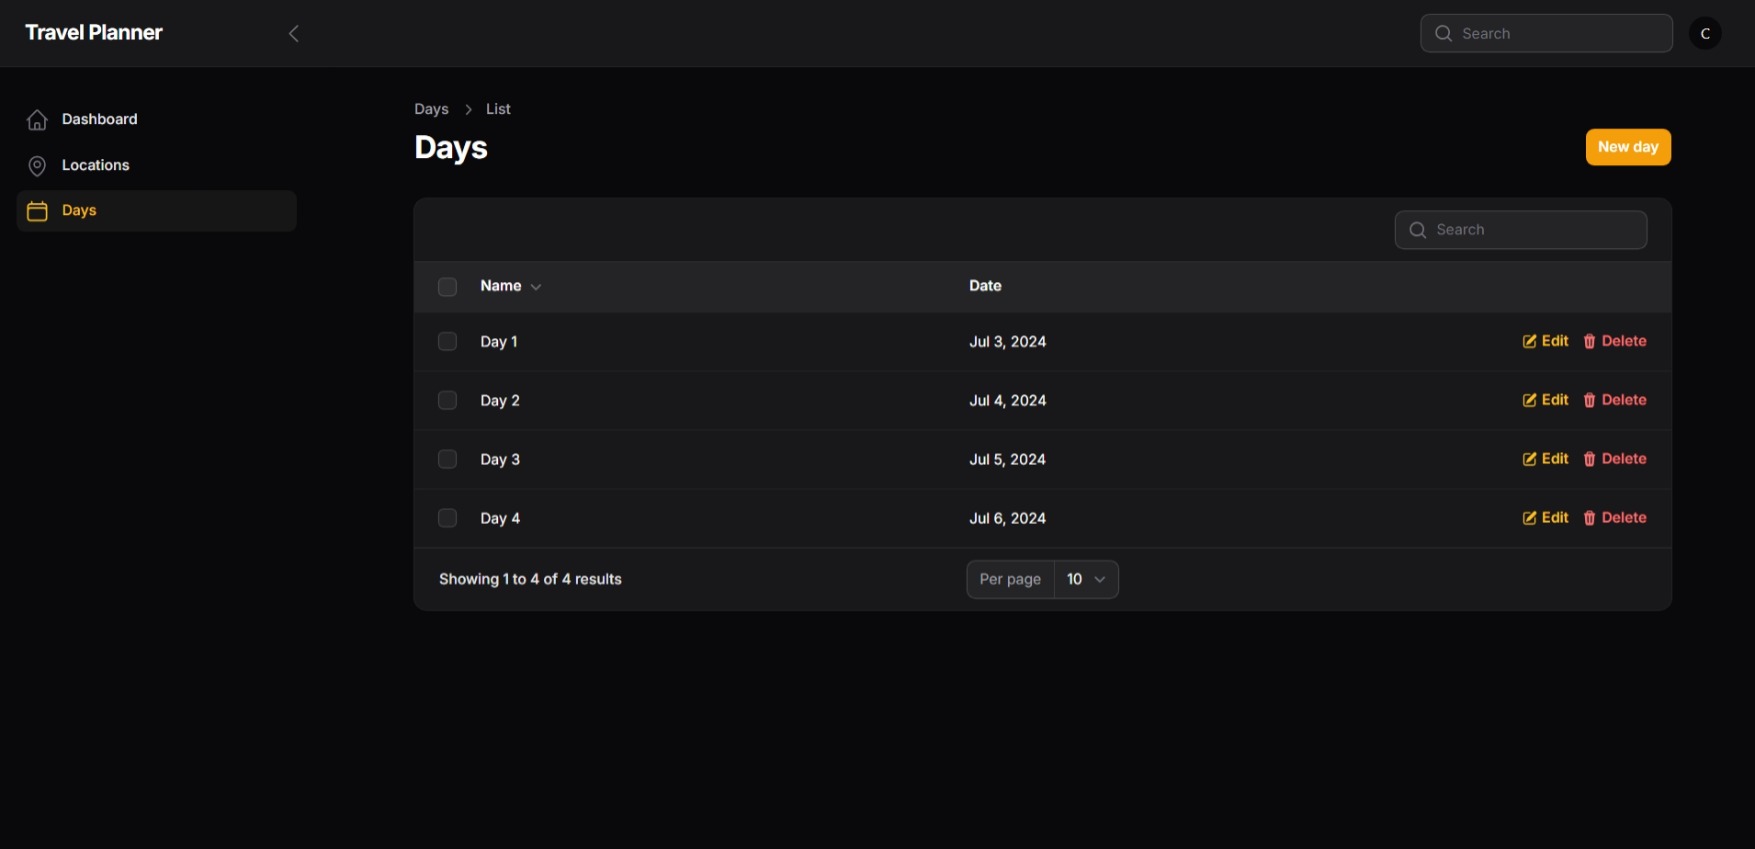 Travel Planner
Search
C
Dashboard
Locations
Days
Days > List
Days
New day
Search
Name Date
Day 1 Jul 3, 2024 Edit Delete
Day 2 Jul 4, 2024 Edit Delete
Day 3 Jul 5, 2024 Edit Delete
Day 4 Jul 6, 2024 Edit Delete
Showing 1 to 4 of 4 results Per page 10